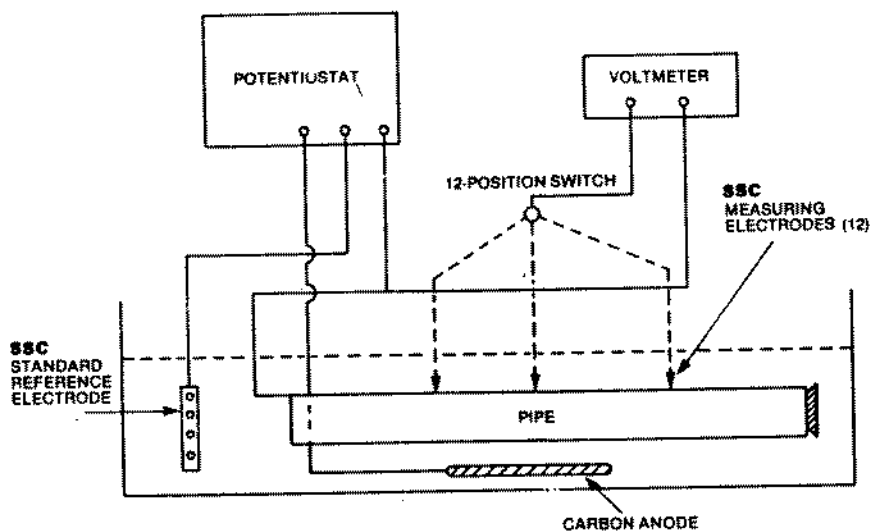 POTENTIOSTAT
VOLTMETER
12-POSITION SWITCH
SSC
MEASURING
ELECTRODES (12)
SSC
STANDARD
REFERENCE
ELECTRODE
PIPE
CARBON ANODE